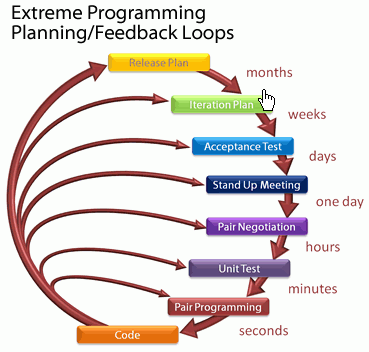 Extreme Programming
Planning/Feedback Loops
Release Plan
months
Iteration Plan
weeks
Acceptance Test
days
Stand Up Meeting
one day
Pair Negotiation
hours
Unit Test
minutes
Pair Programming
seconds
Code